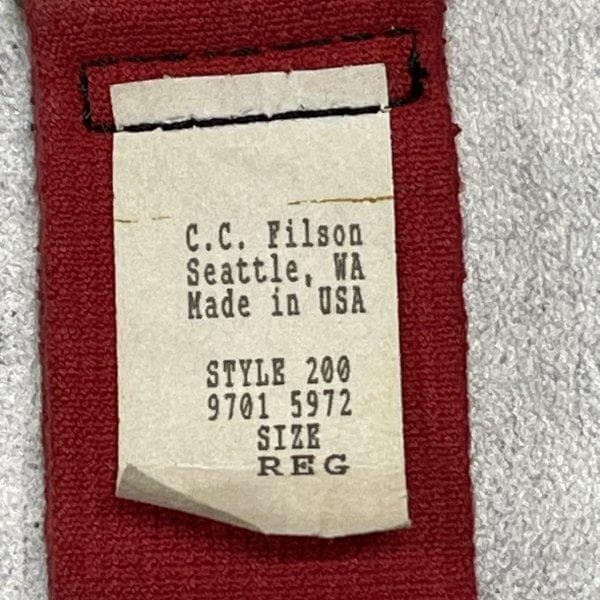 C.C. Filson
Seattle, WA
Made in USA
STYLE 200
9701 5972
SIZE
REG